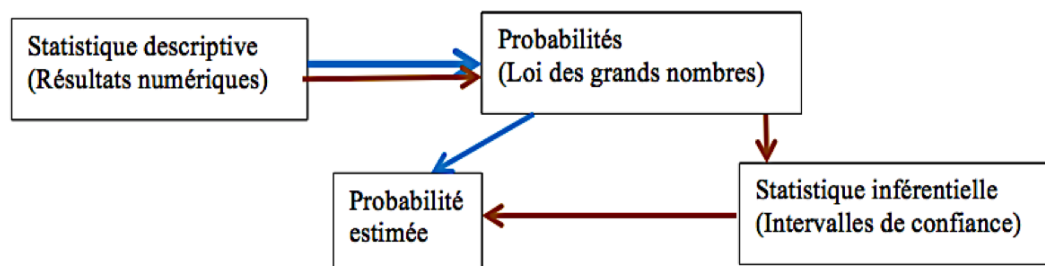 Statistique descriptive
(Résultats numériques)
Probabilités
(Loi des grands nombres)
Probabilité
estimée
Statistique inférentielle
(Intervalles de confiance)